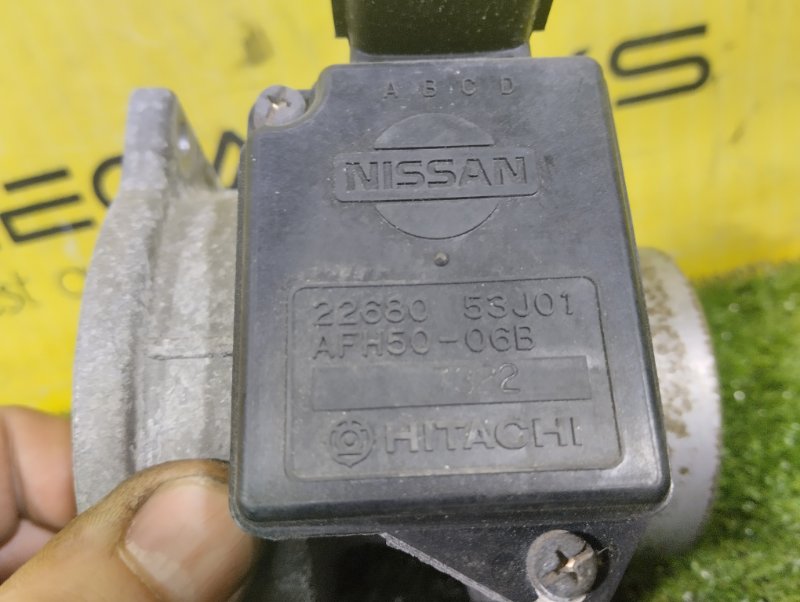 A B C D
NISSAN
22680 53J01
AFH50-06B
HITACHI